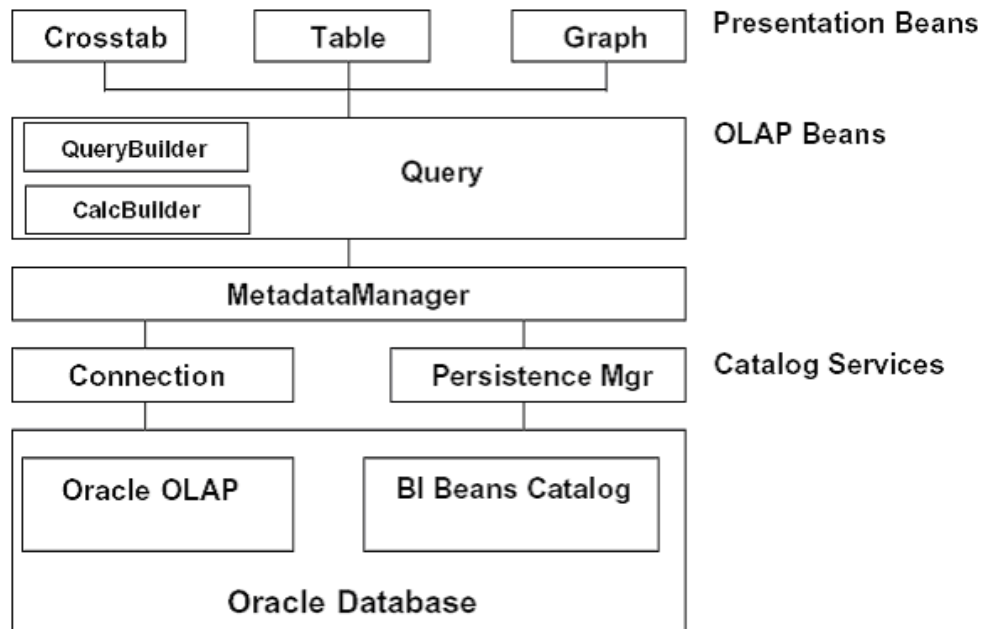 Crosstab
Table
Graph
Presentation Beans
QueryBuilder
CalcBuilder
Query
OLAP Beans
MetadataManager
Connection
Persistence Mgr
Catalog Services
Oracle OLAP
BI Beans Catalog
Oracle Database